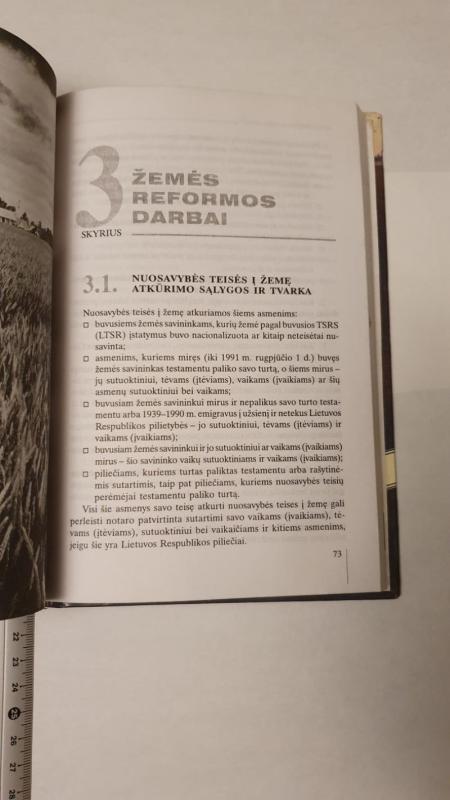 3 ŽEMĖS
REFORMOS
DARBAI
SKYRIUS
3.1. NUOSAVYBĖS TEISĖS Į ŽEMĘ
ATKŪRIMO SĄLYGOS IR TVARKA
Nuosavybės teisės į žemę atkuriamos šiems asmenims:
□ buvusiems žemės savininkams, kurių žemė pagal buvusios TSRS
(LTSR) įstatymus buvo nacionalizuota ar kitaip neteisėtai nu-
savinta;
□ asmenims, kuriems miręs (iki 1991 m. rugpjūčio 1 d.) buvęs
žemės savininkas testamentu paliko savo turtą, o šiems mirus –
jų sutuoktiniui, tėvams (įtėviams), vaikams (įvaikiams) ar šių
asmenų sutuoktiniui bei vaikams;
□ buvusiam žemės savininkui mirus ir nepalikus savo turto testa-
mentu arba 1939–1990 m. emigravus į užsienį ir netekus Lietuvos
Respublikos pilietybės – jo sutuoktiniui, tėvams (įtėviams) ir
vaikams (įvaikiams);
□ buvusiam žemės savininkui ir jo sutuoktiniui ar vaikams (įvaikiams)
mirus – šio savininko vaikų sutuoktiniams ir vaikams (įvaikiams);
□ piliečiams, kuriems turtas paliktas testamentu arba rašytinė-
mis sutartimis, taip pat piliečiams, kuriems nuosavybės teisių
perėmėjai testamentu paliko turtą.
Visi šie asmenys savo teisę atkurti nuosavybės teises į žemę gali
perleisti notaro patvirtinta sutartimi savo vaikams (įvaikiams), tė-
vams (įtėviams), sutuoktiniui bei vaikaičiams ir kitiems asmenims,
jeigu šie yra Lietuvos Respublikos piliečiai.
73
22
23
24
25
26
27
28